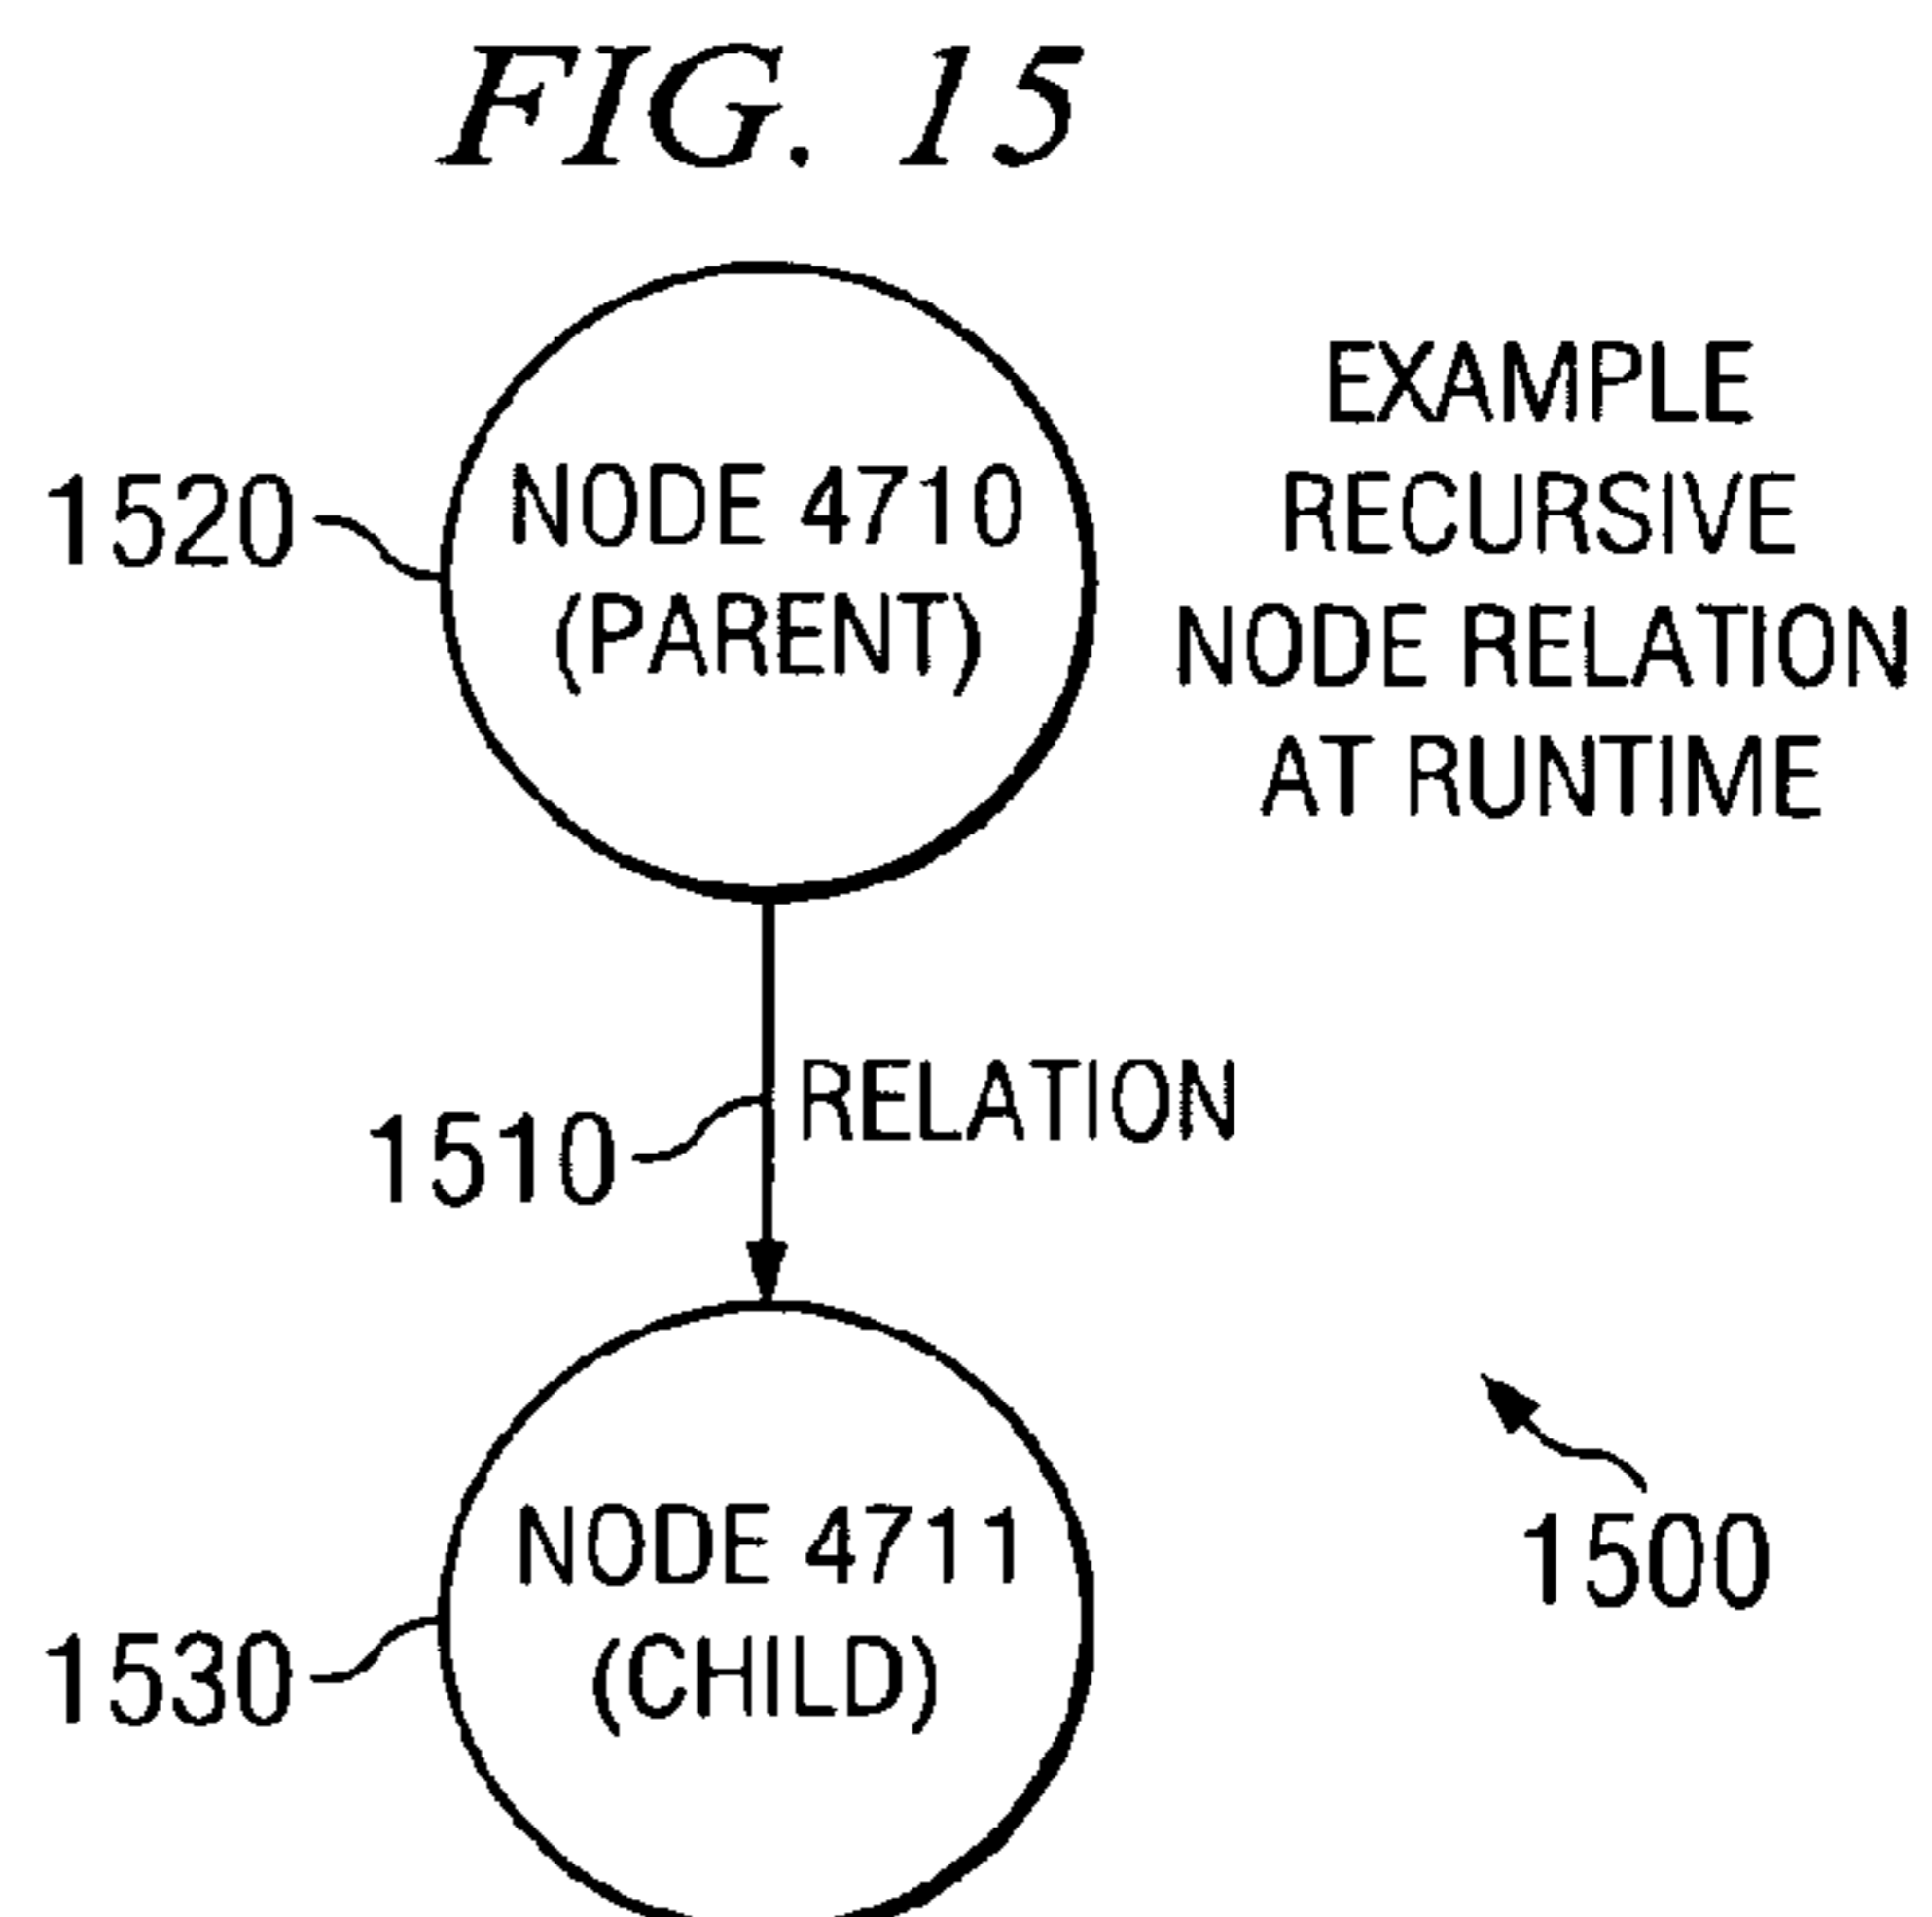 FIG. 15
1520
NODE 4710
(PARENT)
EXAMPLE
RECURSIVE
NODE RELATION
AT RUNTIME
1510
RELATION
1530
NODE 4711
(CHILD)
1500